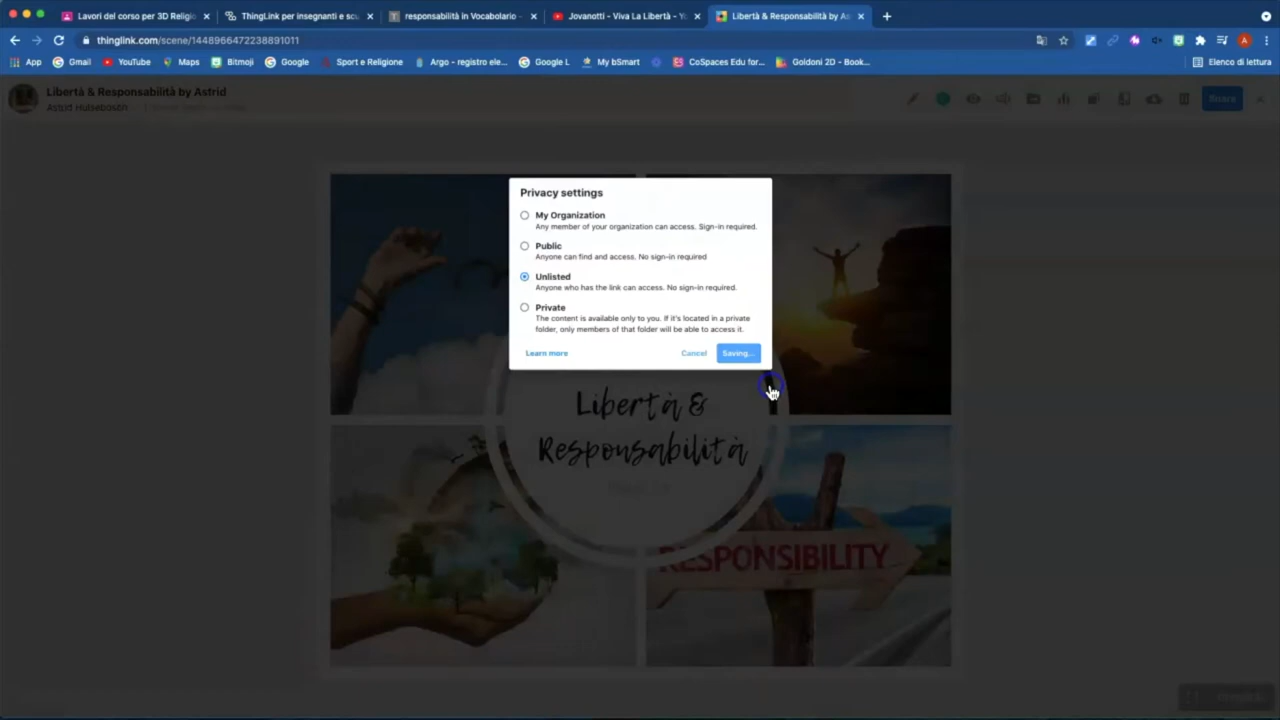 Lavori del corso per 3D Religio
ThingLink per insegnanti e scu
responsabilità in Vocabolario -
Jovanotti - Viva La Libertà - Y
Libertà & Responsabilità by As
thinglink.com/scene/1448966472238891011
App
Gmail
YouTube
Maps
Bitmoji
Google
Sport e Religione
Argo - registro ele...
Google L
My bSmart
CoSpaces Edu for...
Goldoni 2D - Book...
Elenco di lettura
Libertà & Responsabilità by Astrid
Astrid Hulsebosch
Share
Privacy settings
My Organization
Any member of your organization can access. Sign-in required.
Public
Anyone can find and access. No sign-in required
Unlisted
Anyone who has the link can access. No sign-in required.
Private
The content is available only to you. If it's located in a private
folder, only members of that folder will be able to access it.
Learn more
Cancel
Saving...
Libertà &
Responsabilità
RESPONSIBILITY